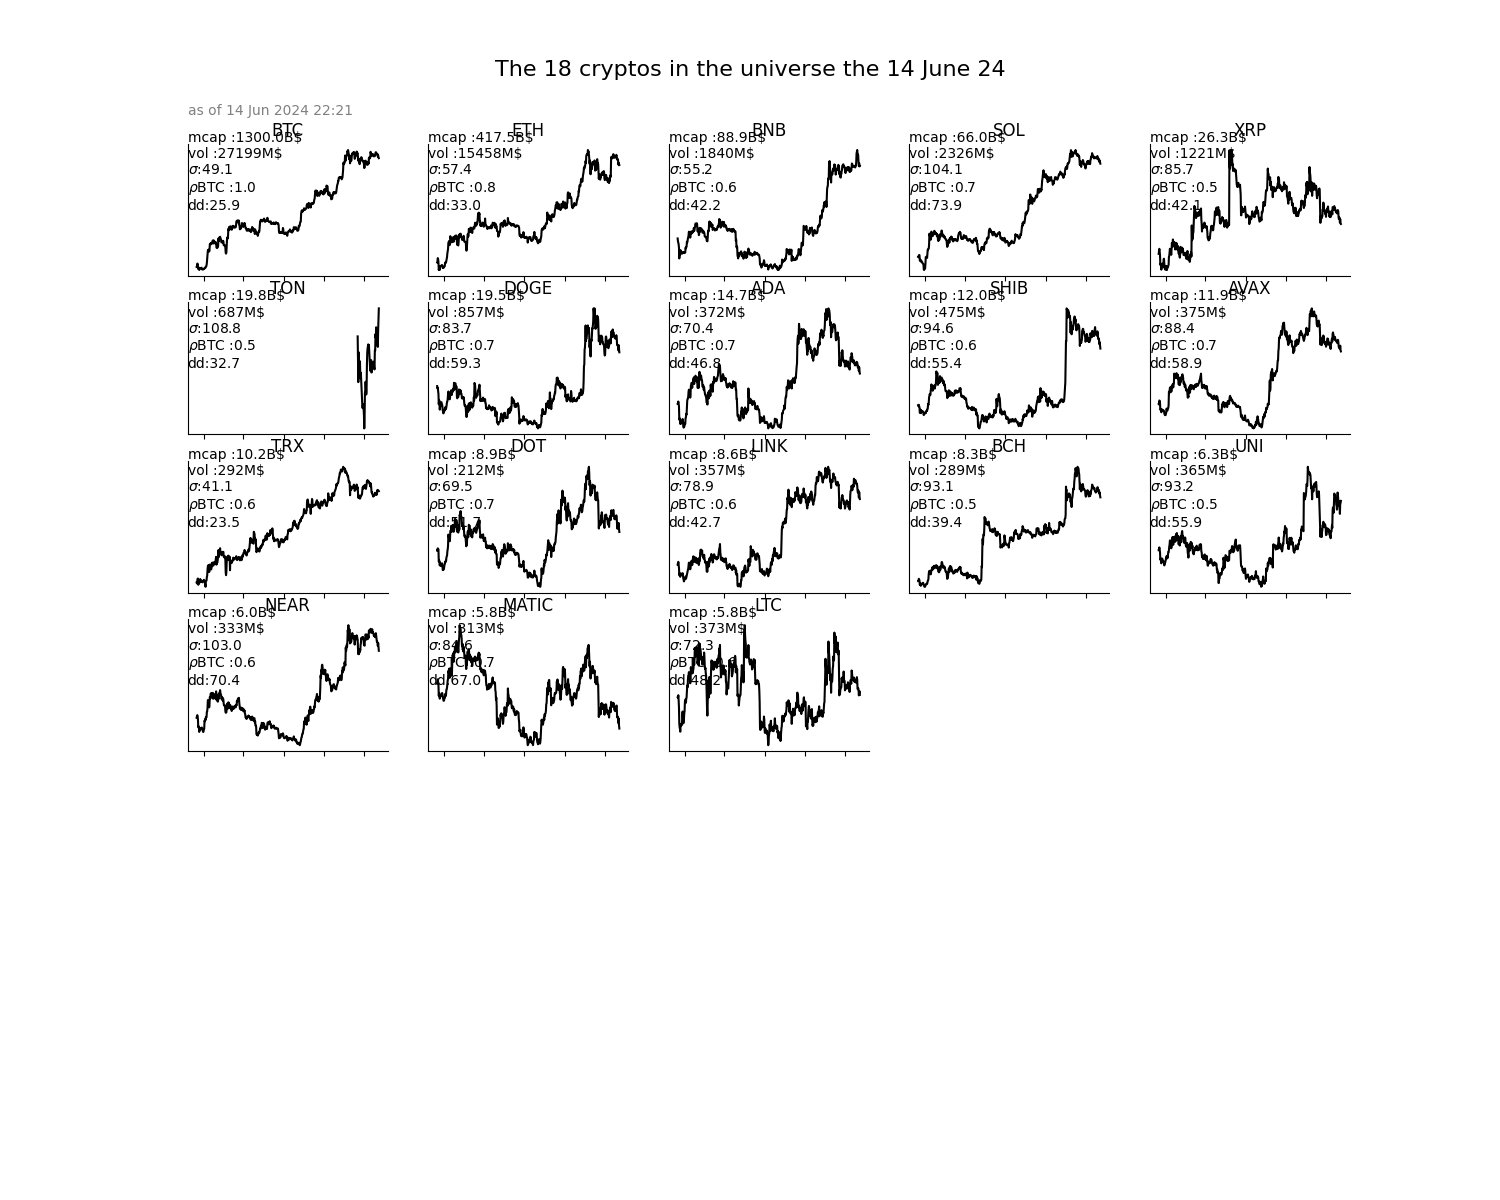 The 18 cryptos in the universe the 14 June 24
as of 14 Jun 2024 22:21
BTC
mcap :1300.0B$
vol :27199M$
σ:49.1
ρBTC :1.0
dd:25.9
ETH
mcap :417.5B$
vol :15458M$
σ:57.4
ρBTC :0.8
dd:33.0
BNB
mcap :88.9B$
vol :1840M$
σ:55.2
ρBTC :0.6
dd:42.2
SOL
mcap :66.0B$
vol :2326M$
σ:104.1
ρBTC :0.7
dd:73.9
XRP
mcap :26.3B$
vol :1221M$
σ:85.7
ρBTC :0.5
dd:42.1
TON
mcap :19.8B$
vol :687M$
σ:108.8
ρBTC :0.5
dd:32.7
DOGE
mcap :19.5B$
vol :857M$
σ:83.7
ρBTC :0.7
dd:59.3
ADA
mcap :14.7B$
vol :372M$
σ:70.4
ρBTC :0.7
dd:46.8
SHIB
mcap :12.0B$
vol :475M$
σ:94.6
ρBTC :0.6
dd:55.4
AVAX
mcap :11.9B$
vol :375M$
σ:88.4
ρBTC :0.7
dd:58.9
TRX
mcap :10.2B$
vol :292M$
σ:41.1
ρBTC :0.6
dd:23.5
DOT
mcap :8.9B$
vol :212M$
σ:69.5
ρBTC :0.7
LINK
mcap :8.6B$
vol :357M$
σ:78.9
ρBTC :0.6
dd:42.7
BCH
mcap :8.3B$
vol :289M$
σ:93.1
ρBTC :0.5
dd:39.4
UNI
mcap :6.3B$
vol :365M$
σ:93.2
ρBTC :0.5
dd:55.9
NEAR
mcap :6.0B$
vol :333M$
σ:103.0
ρBTC :0.6
dd:70.4
MATIC
mcap :5.8B$
vol :313M$
σ:84.6
ρBTC :0.7
dd:67.0
LTC
mcap :5.8B$
vol :373M$
σ:72.3
dd:48.2